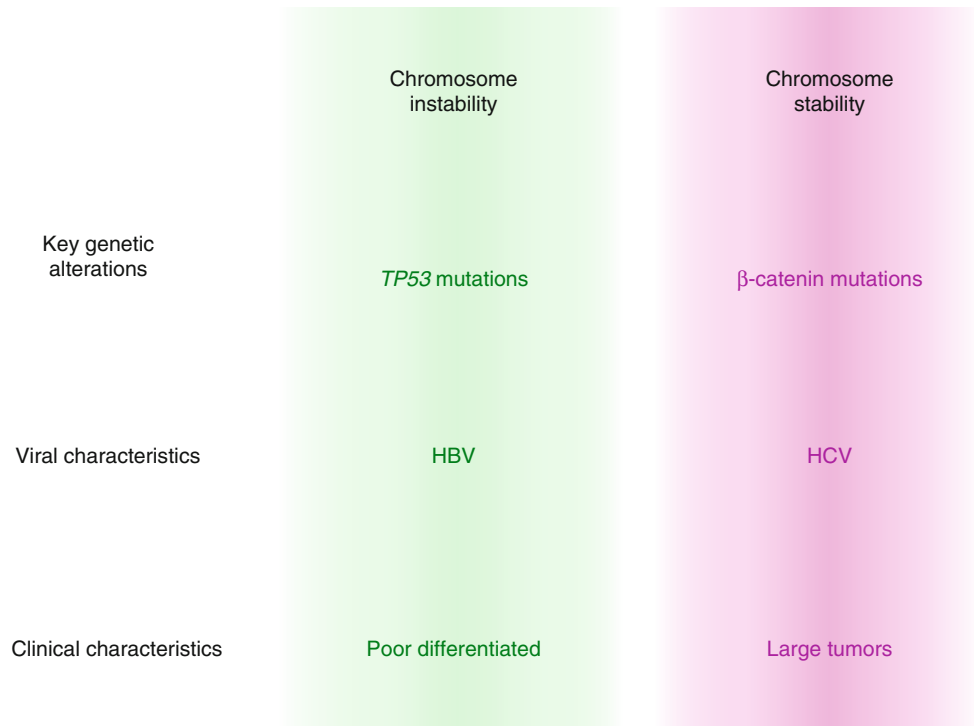 Chromosome
instability
Chromosome
stability
Key genetic
alterations
TP53 mutations
β-catenin mutations
Viral characteristics
HBV
HCV
Clinical characteristics
Poor differentiated
Large tumors